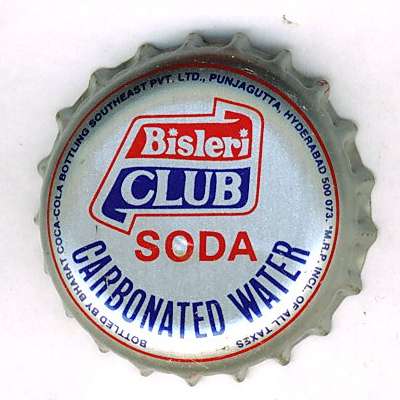 Bisleri
CLUB
SODA
CARBONATED WATER
BOTTLED BY BHARAT COCA-COLA BOTTLING SOUTHEAST PVT. LTD., PUNJAGUTTA, HYDERABAD 500 073. "M.R.P. INCL. OF ALL TAXES